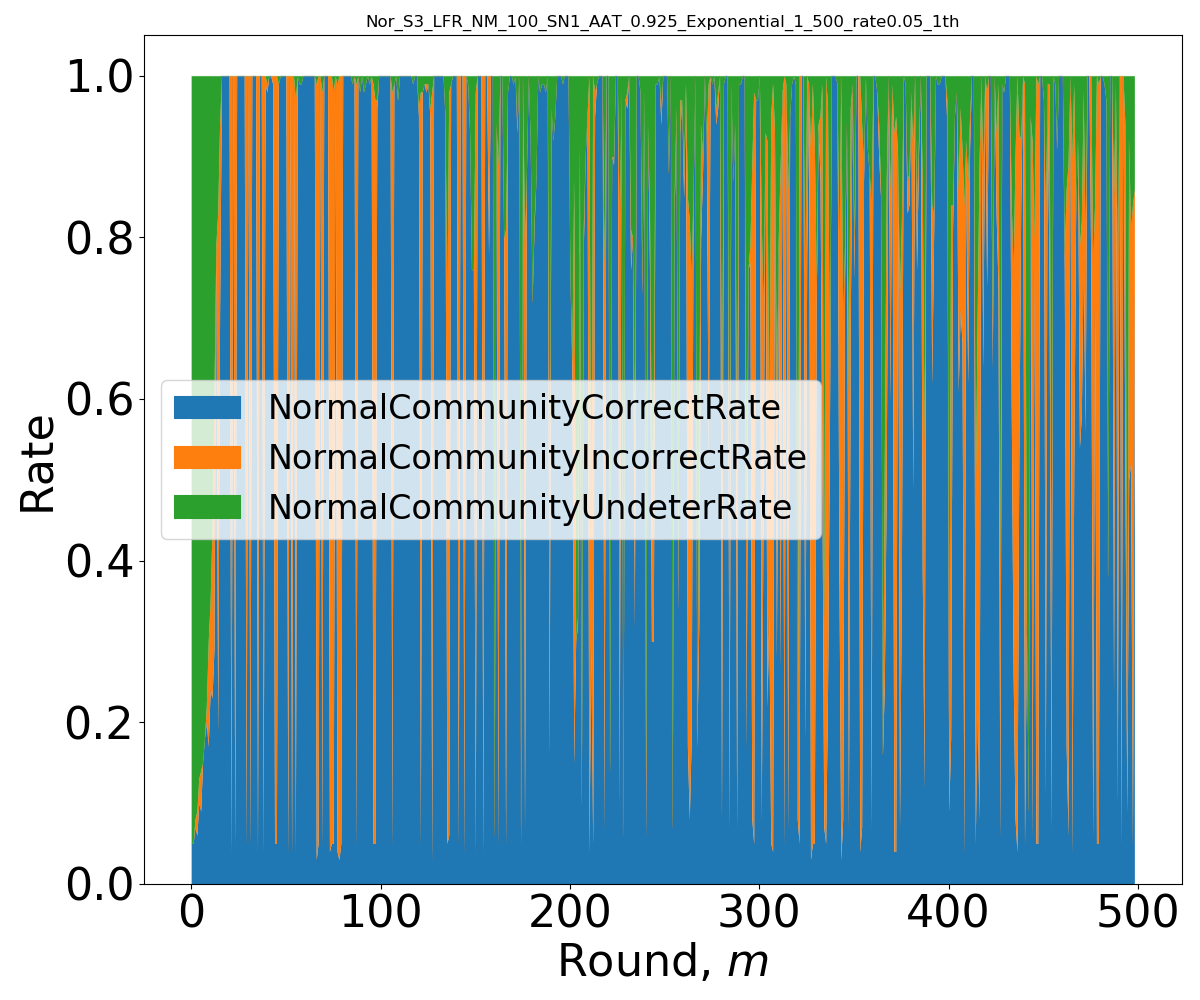 Nor_S3_LFR_NM_100_SN1_AAT_0.925_Exponential_1_500_rate0.05_1th
1.0
0.8
0.6
0.4
0.2
0.0
Rate
NormalCommunityCorrectRate
NormalCommunityIncorrectRate
NormalCommunityUndeterRate
0 100 200 300 400 500
Round, m